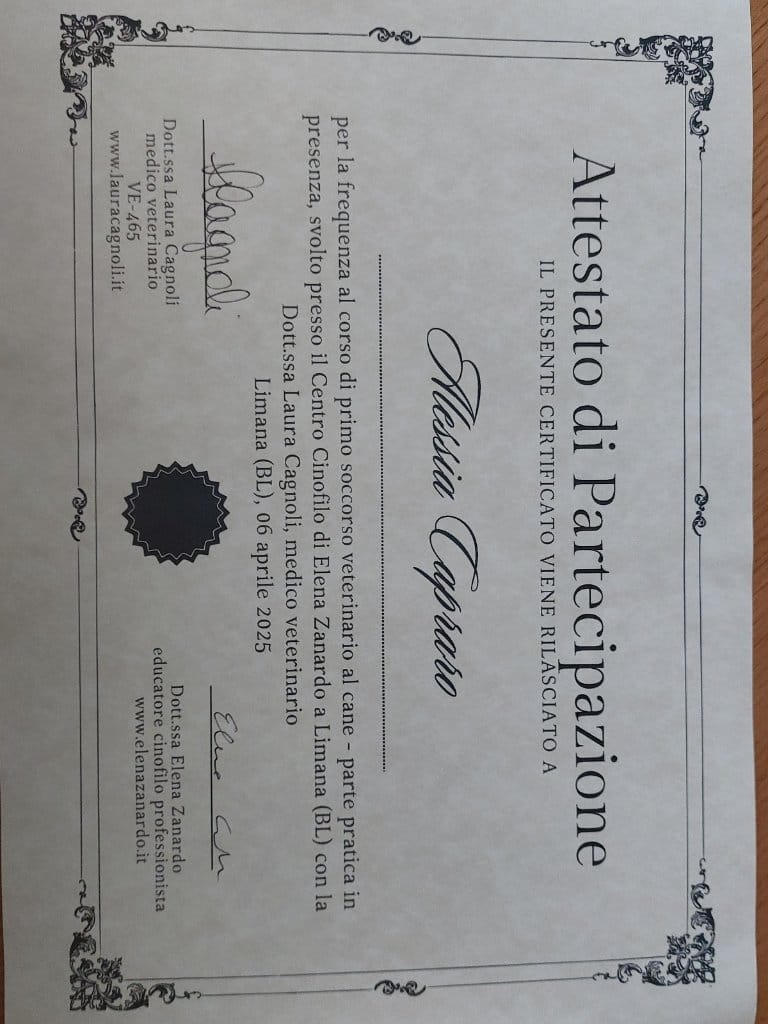 Attestato di Partecipazione
IL PRESENTE CERTIFICATO VIENE RILASCIATO A
Alessia Capraro
per la frequenza al corso di primo soccorso veterinario al cane - parte pratica in
presenza, svolto presso il Centro Cinofilo di Elena Zanardo a Limana (BL) con la
Dott.ssa Laura Cagnoli, medico veterinario
Limana (BL), 06 aprile 2025
LCagnoli
Dott.ssa Laura Cagnoli
medico veterinario
VE-465
www.lauracagnoli.it
Elena
Dott.ssa Elena Zanardo
educatore cinofilo professionista
www.elenazanardo.it